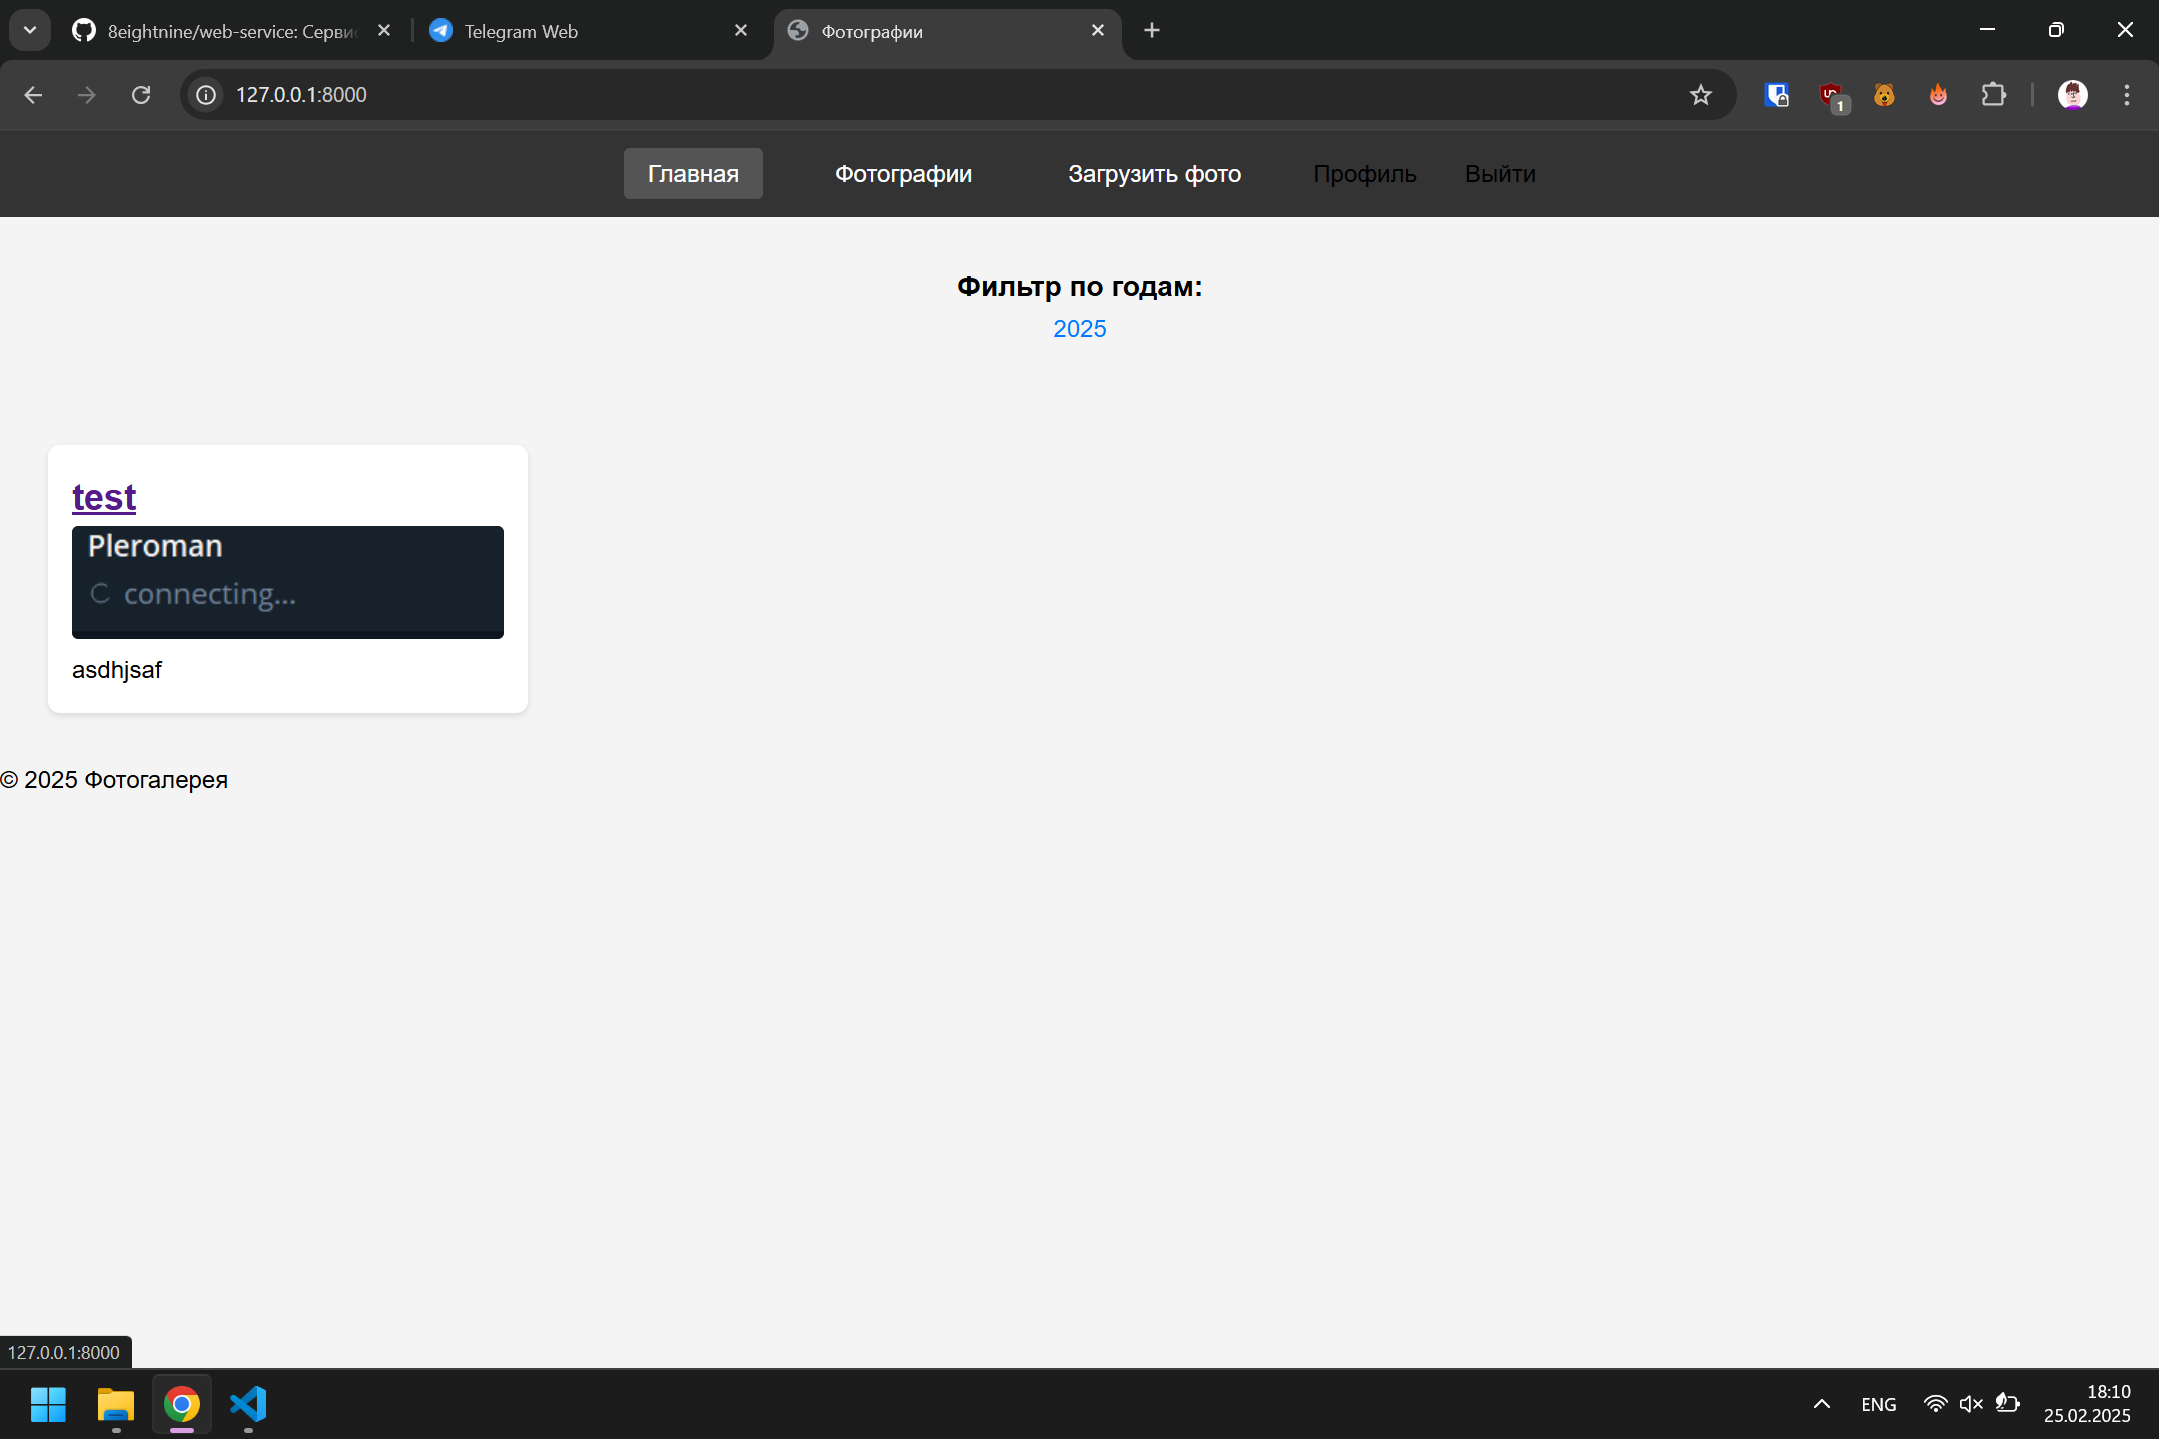 8eightnine/web-service: Сервис
Telegram Web
Фотографии
127.0.0.1:8000
1
Главная
Фотографии
Загрузить фото
Профиль
Выйти
Фильтр по годам:
2025
test
Pleroman
connecting...
asdhjsaf
© 2025 Фотогалерея
127.0.0.1:8000
ENG
18:10
25.02.2025